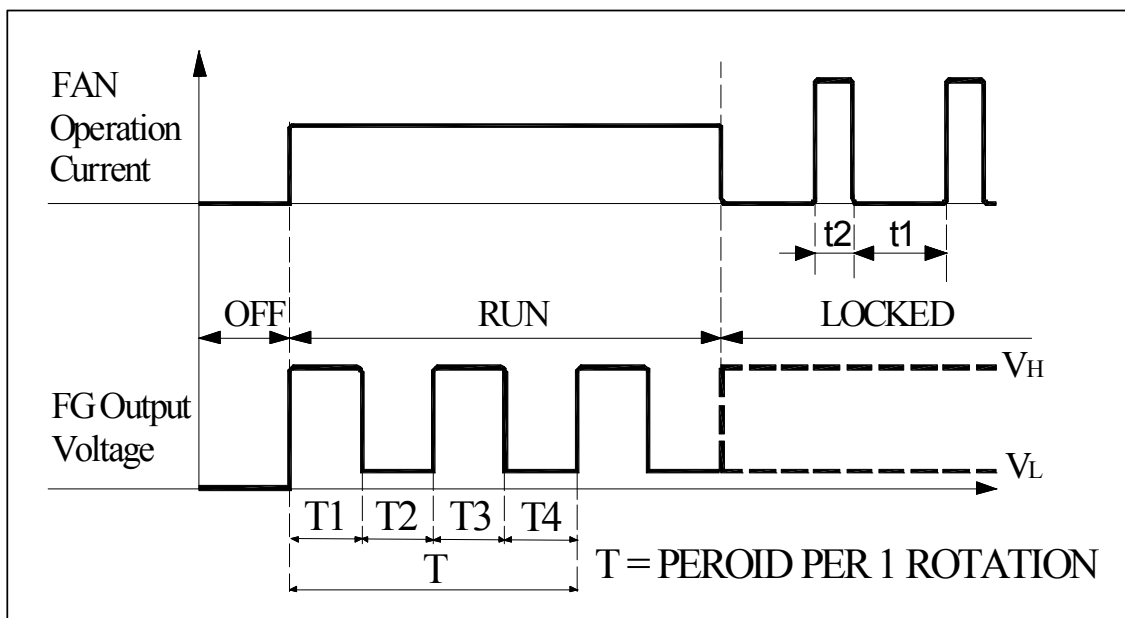 FAN
Operation
Current
t2 t1
OFF RUN LOCKED
VH
FG Output
Voltage
VL
T1 T2 T3 T4
T
T = PEROID PER 1 ROTATION